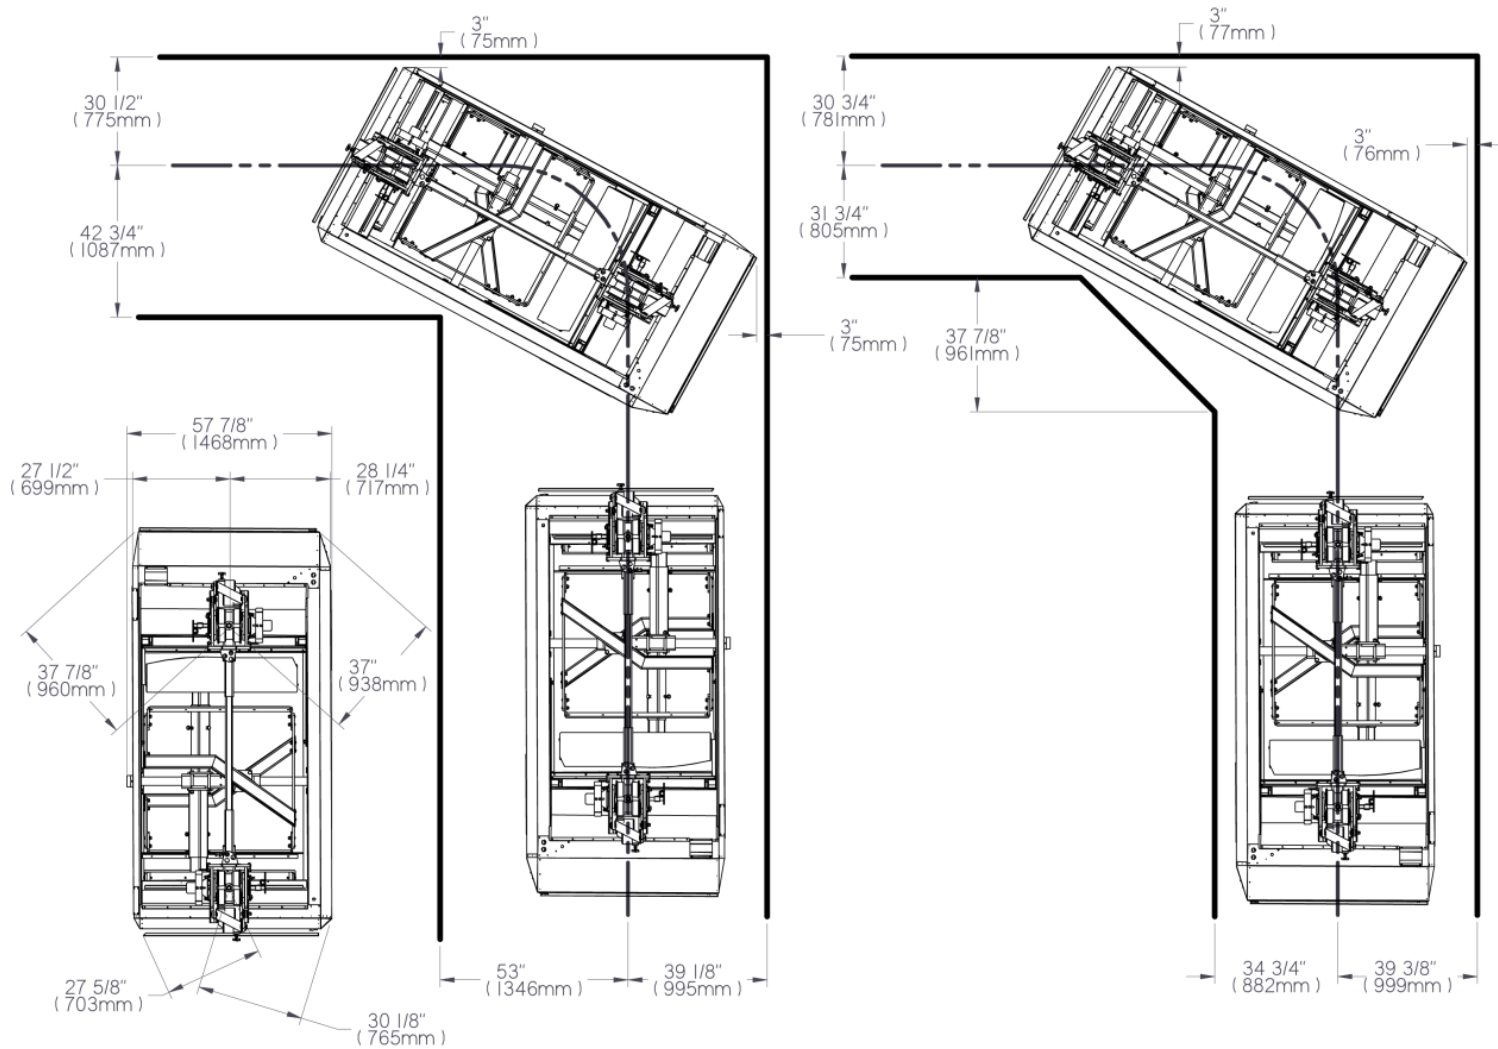 3"
( 75mm )
3"
( 77mm )
30 1/2"
( 775mm )
30 3/4"
( 781mm )
3"
( 76mm )
42 3/4"
( 1087mm )
31 3/4"
( 805mm )
3"
( 75mm )
37 7/8"
( 961mm )
57 7/8"
( 1468mm )
27 1/2"
( 699mm )
28 1/4"
( 717mm )
37 7/8"
( 960mm )
37"
( 938mm )
53"
( 1346mm )
39 1/8"
( 995mm )
34 3/4"
( 882mm )
39 3/8"
( 999mm )
27 5/8"
( 703mm )
30 1/8"
( 765mm )